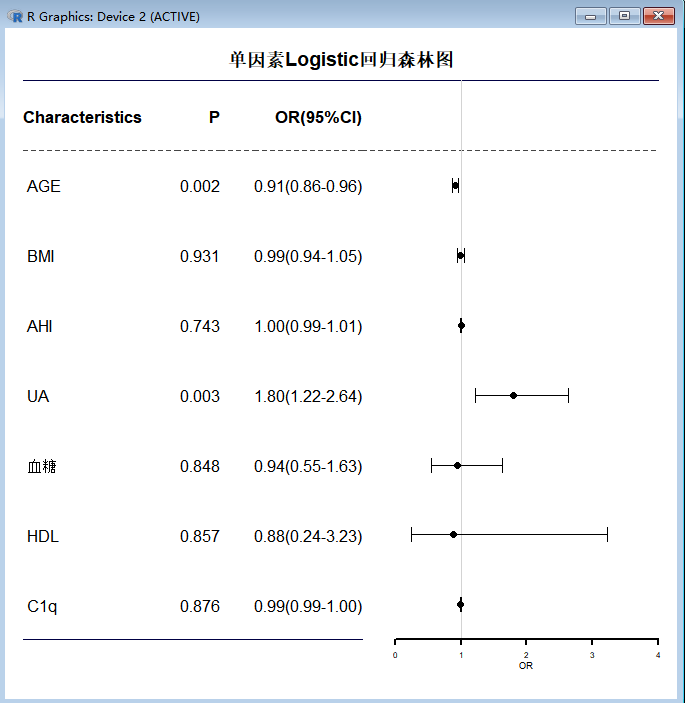 R Graphics: Device 2 (ACTIVE)
单因素Logistic回归森林图
Characteristics P OR(95%CI)
AGE 0.002 0.91(0.86-0.96)
BMI 0.931 0.99(0.94-1.05)
AHI 0.743 1.00(0.99-1.01)
UA 0.003 1.80(1.22-2.64)
血糖 0.848 0.94(0.55-1.63)
HDL 0.857 0.88(0.24-3.23)
C1q 0.876 0.99(0.99-1.00)
0 1 2 3 4
OR